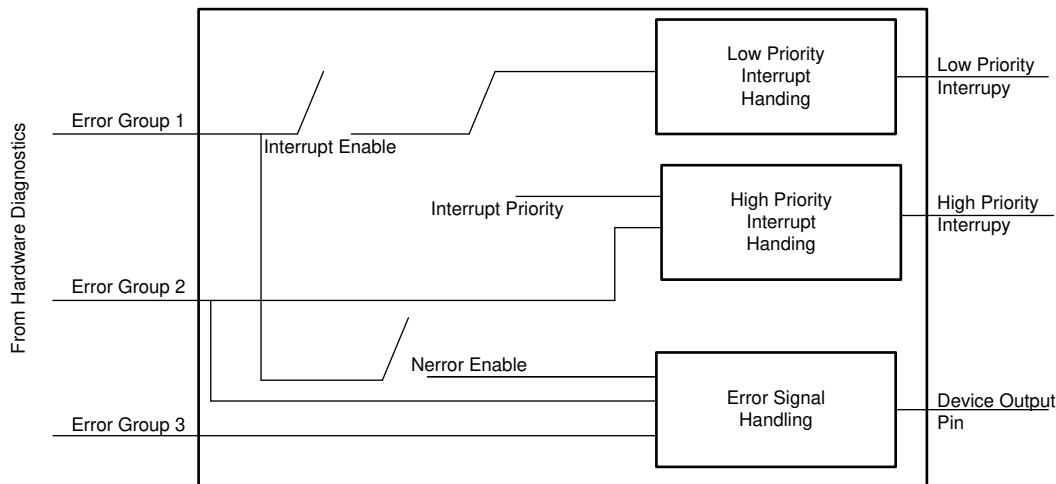 From Hardware Diagnostics
Error Group 1
Interrupt Enable
Low Priority
Interrupt
Handing
Low Priority
Interrupy
Interrupt Priority
High Priority
Interrupt
Handing
High Priority
Interrupy
Error Group 2
Nerror Enable
Error Signal
Handling
Device Output
Pin
Error Group 3